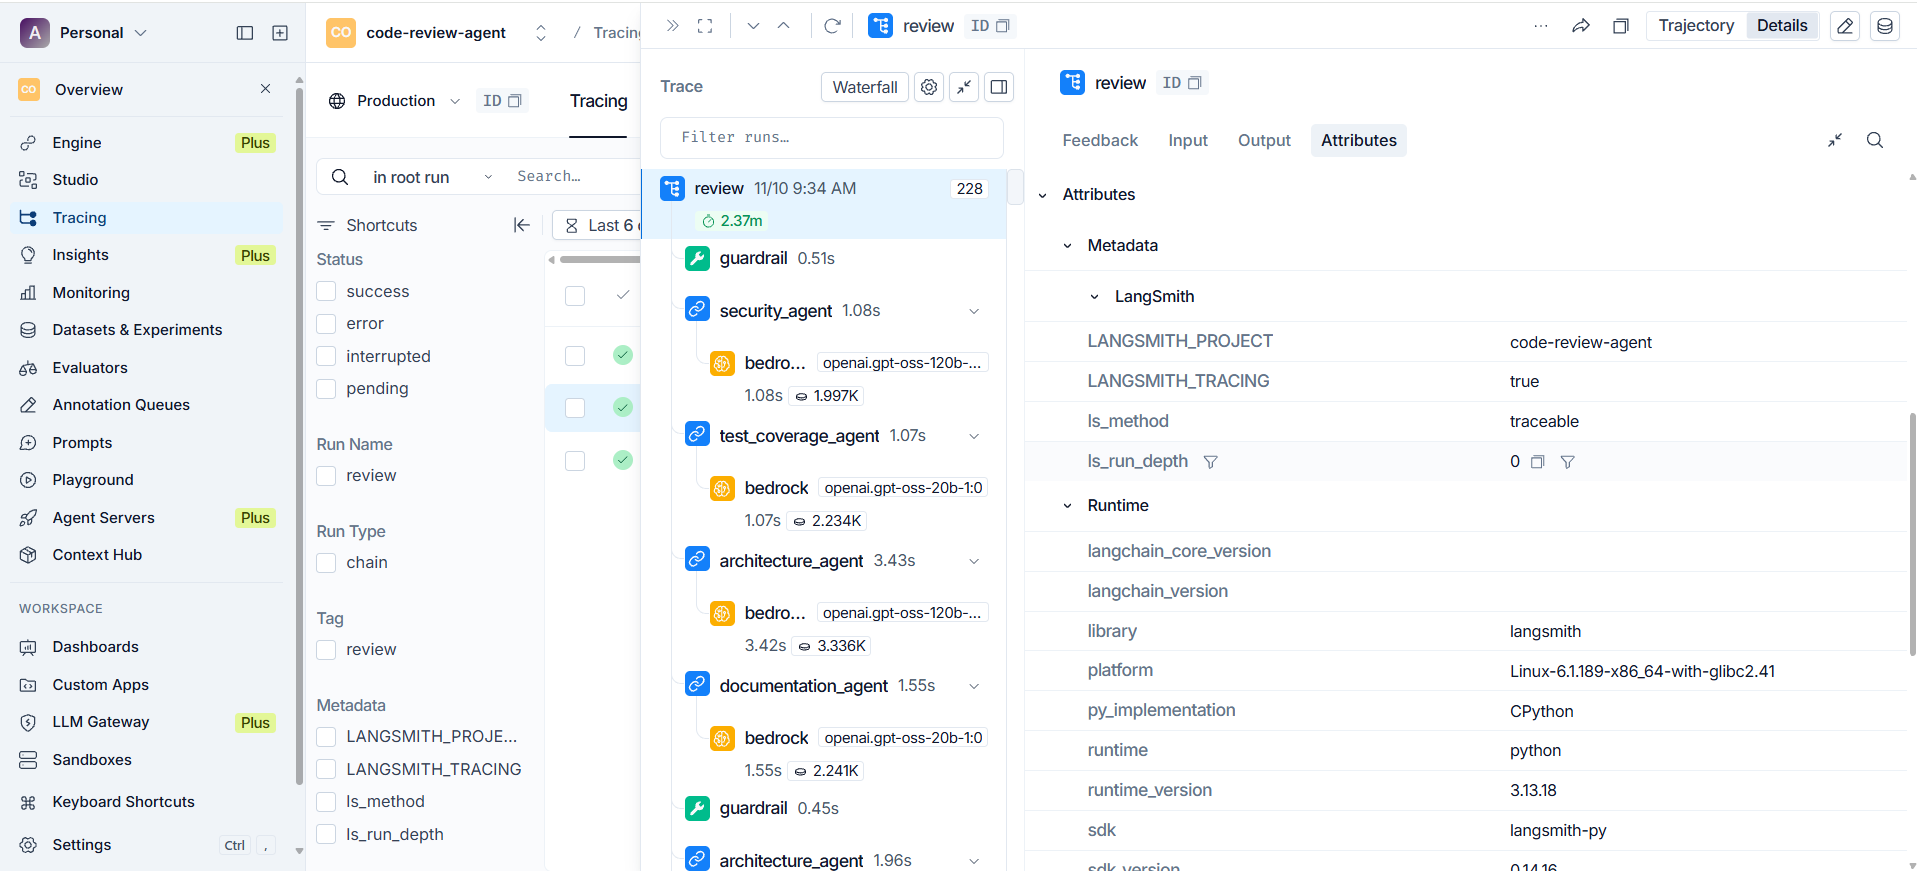 A Personal
CO Overview
Engine Plus
Studio
Tracing
Insights Plus
Monitoring
Datasets & Experiments
Evaluators
Annotation Queues
Prompts
Playground
Agent Servers Plus
Context Hub
WORKSPACE
Dashboards
Custom Apps
LLM Gateway Plus
Sandboxes
Keyboard Shortcuts
Settings Ctrl ,
CO code-review-agent / Tracing
Production ID Tracing
in root run Search...
Shortcuts Last 6
Status
success
error
interrupted
pending
Run Name
review
Run Type
chain
Tag
review
Metadata
LANGSMITH_PROJE...
LANGSMITH_TRACING
ls_method
ls_run_depth
review ID ... Trajectory Details
Trace Waterfall
Filter runs...
review 11/10 9:34 AM 228
2.37m
guardrail 0.51s
security_agent 1.08s
bedro... openai.gpt-oss-120b-...
1.08s 1.997K
test_coverage_agent 1.07s
bedrock openai.gpt-oss-20b-1:0
1.07s 2.234K
architecture_agent 3.43s
bedro... openai.gpt-oss-120b-...
3.42s 3.336K
documentation_agent 1.55s
bedrock openai.gpt-oss-20b-1:0
1.55s 2.241K
guardrail 0.45s
architecture_agent 1.96s
review ID
Feedback Input Output Attributes
Attributes
Metadata
LangSmith
LANGSMITH_PROJECT code-review-agent
LANGSMITH_TRACING true
ls_method traceable
ls_run_depth 0
Runtime
langchain_core_version
langchain_version
library langsmith
platform Linux-6.1.189-x86_64-with-glibc2.41
py_implementation CPython
runtime python
runtime_version 3.13.18
sdk langsmith-py
sdk_version 0.14.16